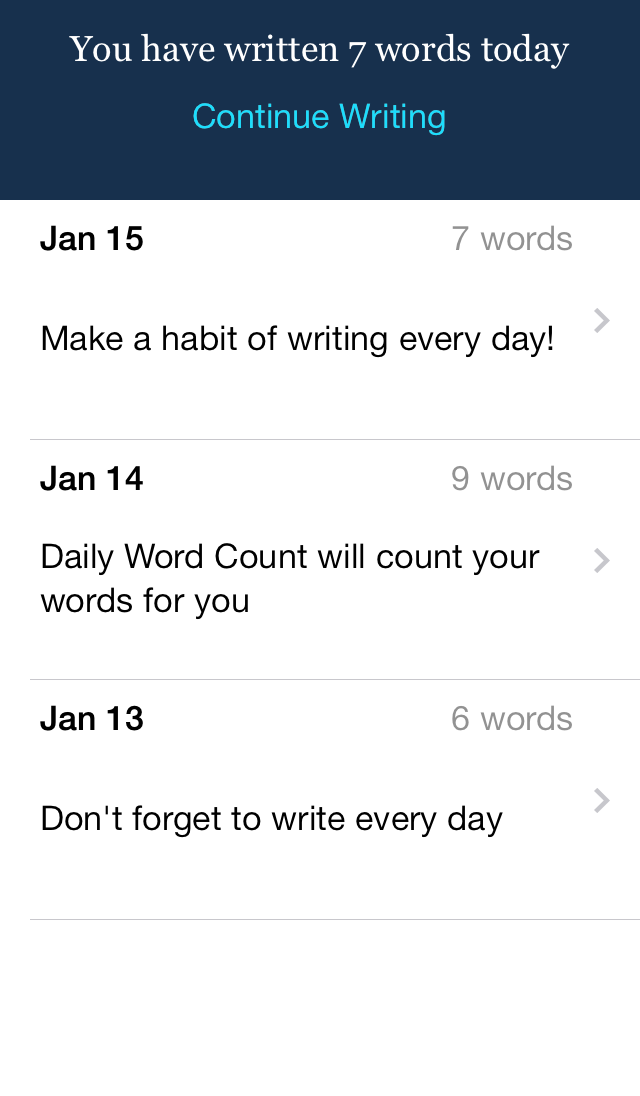 You have written 7 words today
Continue Writing
Jan 15 7 words
Make a habit of writing every day!
Jan 14 9 words
Daily Word Count will count your
words for you
Jan 13 6 words
Don't forget to write every day